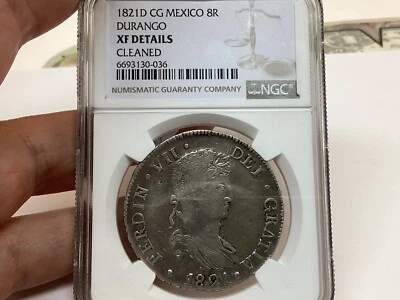 1821D CG MEXICO 8R
DURANGO
XF DETAILS
CLEANED
6693130-036
NUMISMATIC GUARANTY COMPANY
NGC
FERDIN · VII · DEI · GRATIA ·
· 1821 ·